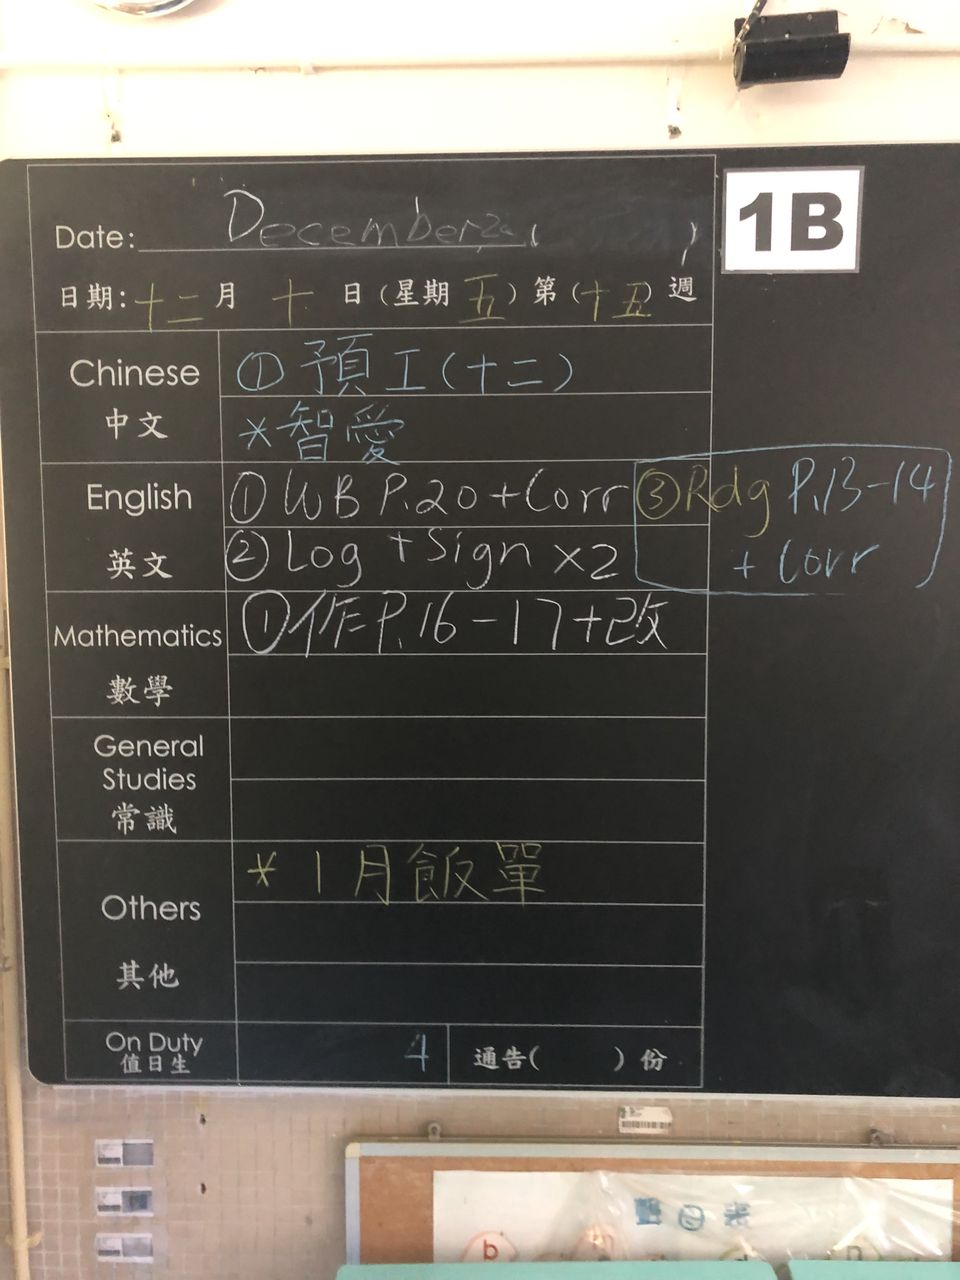 1B
Date: December (        )
日期: 十二 月 十 日 (星期 五) 第 (十五) 週
Chinese
中文
① 預工(十二)
*智愛
English
英文
① WB P.20 + Corr
② Log + Sign x2
③ Rdg P.13-14
+ Corr
Mathematics
數學
① 作P.16-17+改
General
Studies
常識
Others
其他
* 1月飯單
On Duty
值日生
4
通告(     )份